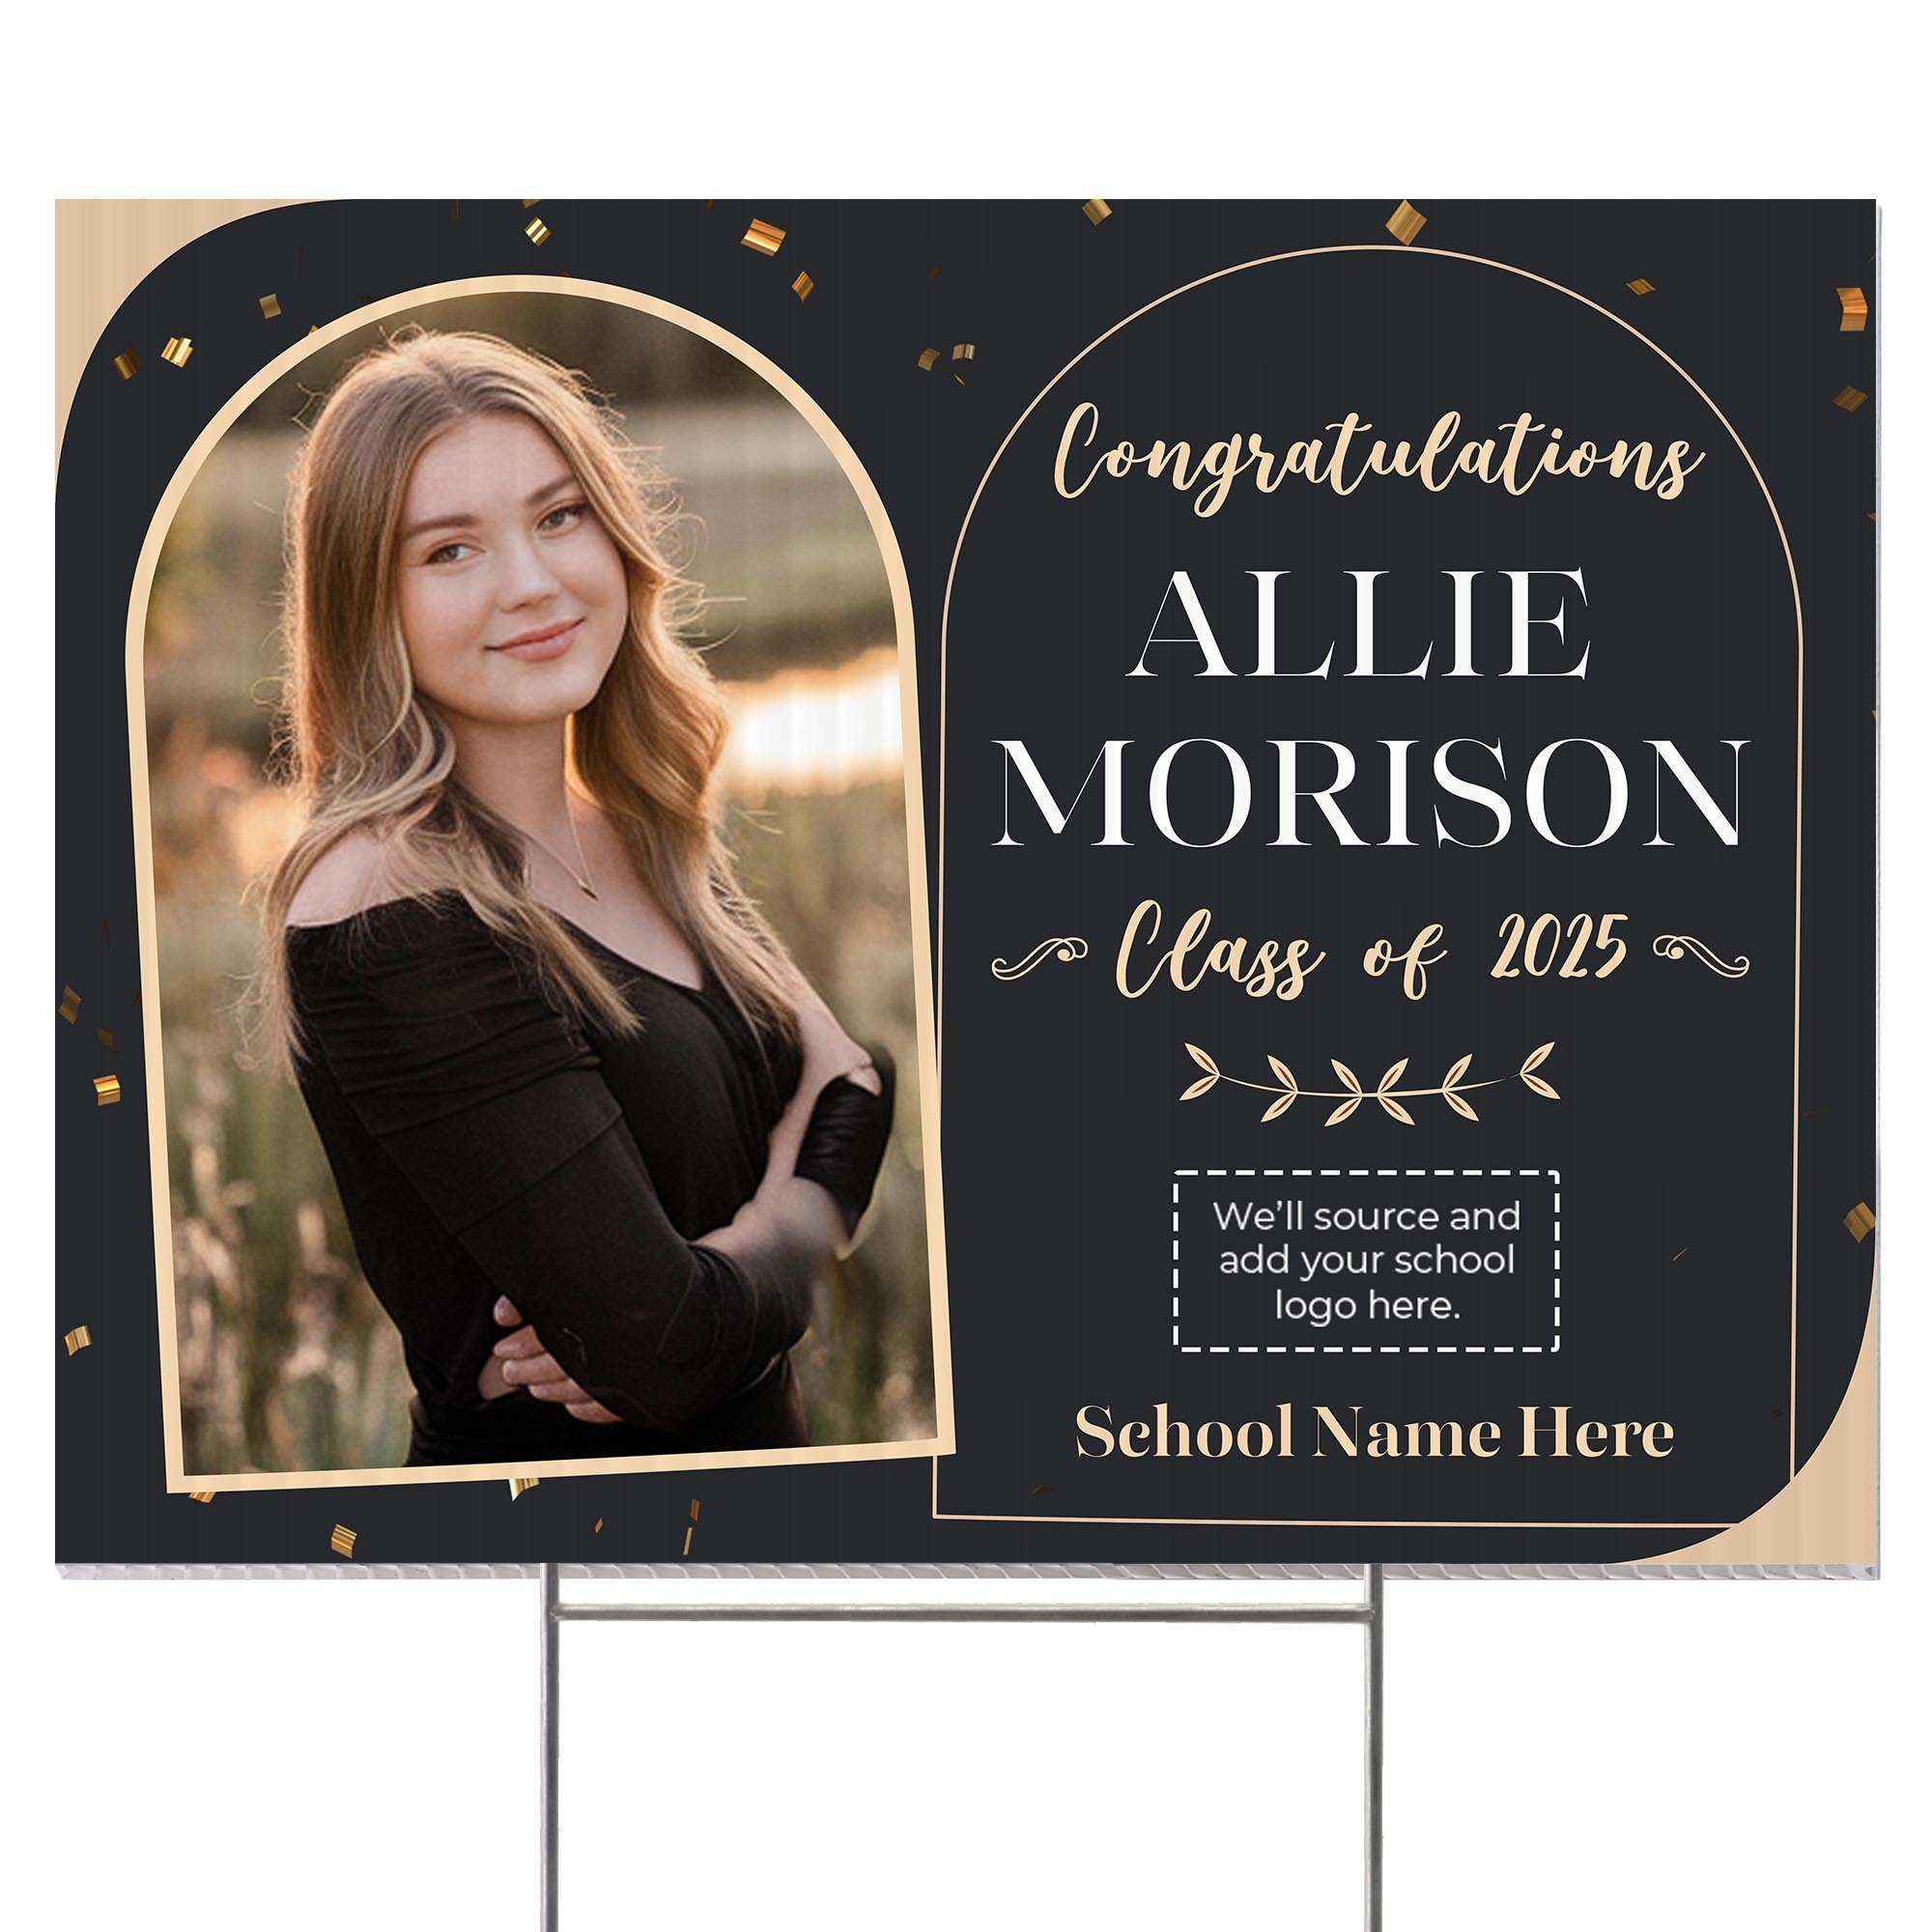 Congratulations
ALLIE
MORISON
Class of 2025
We'll source and
add your school
logo here.
School Name Here